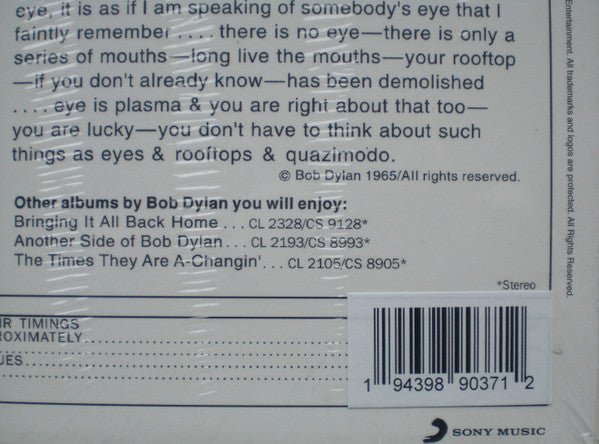 eye, it is as if I am speaking of somebody's eye that I
faintly remember . . . . there is no eye—there is only a
series of mouths—long live the mouths—your rooftop
—if you don't already know—has been demolished
. . . . eye is plasma & you are right about that too—
you are lucky—you don't have to think about such
things as eyes & rooftops & quazimodo.
© Bob Dylan 1965/All rights reserved.
Other albums by Bob Dylan you will enjoy:
Bringing It All Back Home . . . CL 2328/CS 9128*
Another Side of Bob Dylan . . . CL 2193/CS 8993*
The Times They Are A-Changin' . . . CL 2105/CS 8905*
*Stereo
Entertainment. All trademarks and logos are protected. All Rights Reserved.
R TIMINGS
OXIMATELY
UES
1 94398 90371 2
SONY MUSIC